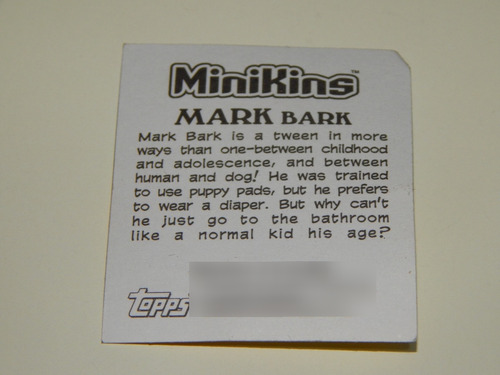 MiniKins™
MARK BARK
Mark Bark is a tween in more
ways than one-between childhood
and adolescence, and between
human and dog! He was trained
to use puppy pads, but he prefers
to wear a diaper. But why can't
he just go to the bathroom
like a normal kid his age?
topps